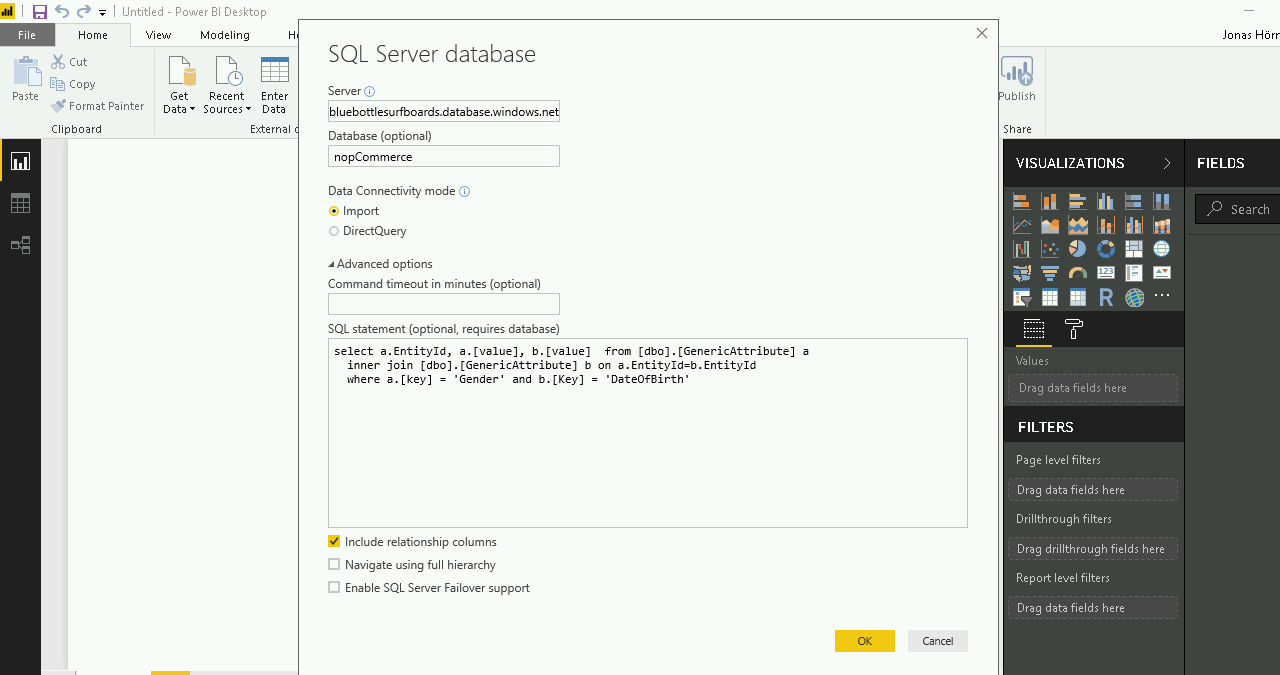 Untitled - Power BI Desktop
File
Home
View
Modeling
Jonas Hörn
Paste
Cut
Copy
Format Painter
Clipboard
Get
Data
Recent
Sources
Enter
Data
External
Publish
Share
SQL Server database
Server
bluebottlesurfboards.database.windows.net
Database (optional)
nopCommerce
Data Connectivity mode
Import
DirectQuery
Advanced options
Command timeout in minutes (optional)
SQL statement (optional, requires database)
select a.EntityId, a.[value], b.[value]  from [dbo].[GenericAttribute] a
inner join [dbo].[GenericAttribute] b on a.EntityId=b.EntityId
where a.[key] = 'Gender' and b.[Key] = 'DateOfBirth'
Include relationship columns
Navigate using full hierarchy
Enable SQL Server Failover support
OK
Cancel
VISUALIZATIONS
123
R
Values
Drag data fields here
FILTERS
Page level filters
Drag data fields here
Drillthrough filters
Drag drillthrough fields here
Report level filters
Drag data fields here
FIELDS
Search